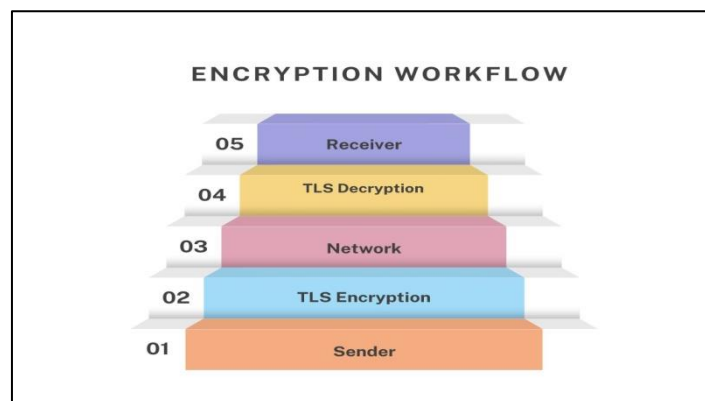 ENCRYPTION WORKFLOW
05 Receiver
04 TLS Decryption
03 Network
02 TLS Encryption
01 Sender